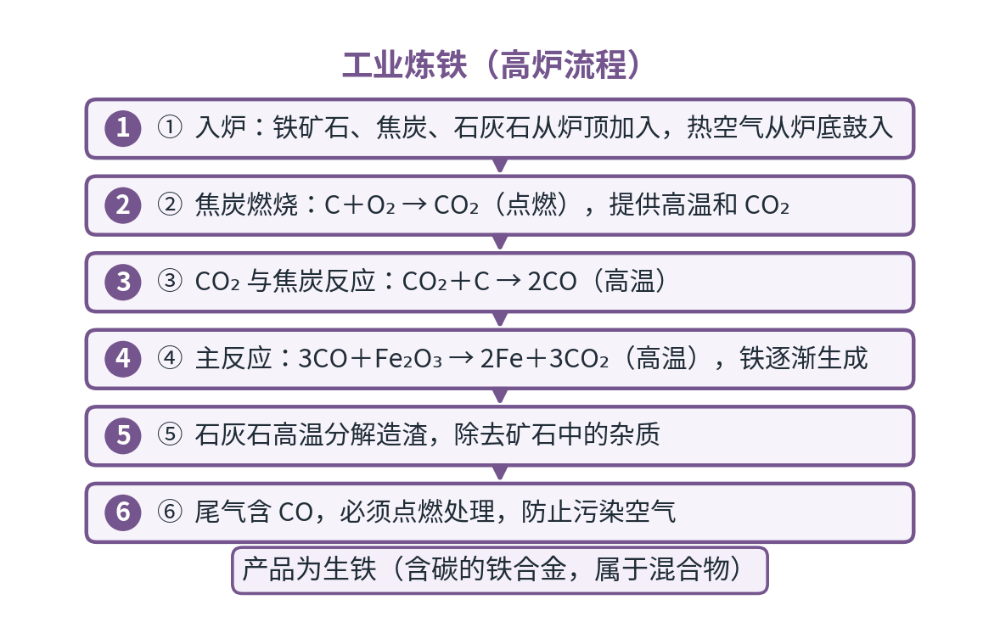 工业炼铁（高炉流程）
1 ① 入炉：铁矿石、焦炭、石灰石从炉顶加入，热空气从炉底鼓入
2 ② 焦炭燃烧：C＋O₂ → CO₂（点燃），提供高温和 CO₂
3 ③ CO₂ 与焦炭反应：CO₂＋C → 2CO（高温）
4 ④ 主反应：3CO＋Fe₂O₃ → 2Fe＋3CO₂（高温），铁逐渐生成
5 ⑤ 石灰石高温分解造渣，除去矿石中的杂质
6 ⑥ 尾气含 CO，必须点燃处理，防止污染空气
产品为生铁（含碳的铁合金，属于混合物）